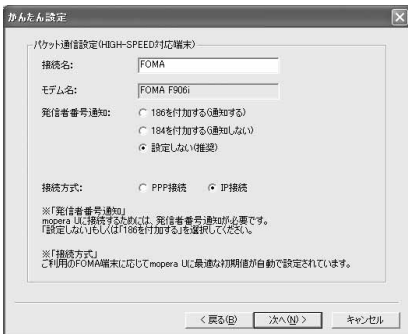 かんたん設定
パケット通信設定(HIGH-SPEED対応端末)
接続名: FOMA
モデム名: FOMA F906i
発信者番号通知: 186を付加する(通知する)
184を付加する(通知しない)
設定しない(推奨)
接続方式: PPP接続 IP接続
※「発信者番号通知」
mopera Uに接続するためには、発信者番号通知が必要です。
「設定しない」もしくは「186を付加する」を選択してください。
※「接続方式」
ご利用のFOMA端末に応じてmopera Uに最適な初期値が自動で設定されています。
< 戻る(B) 次へ(N) > キャンセル